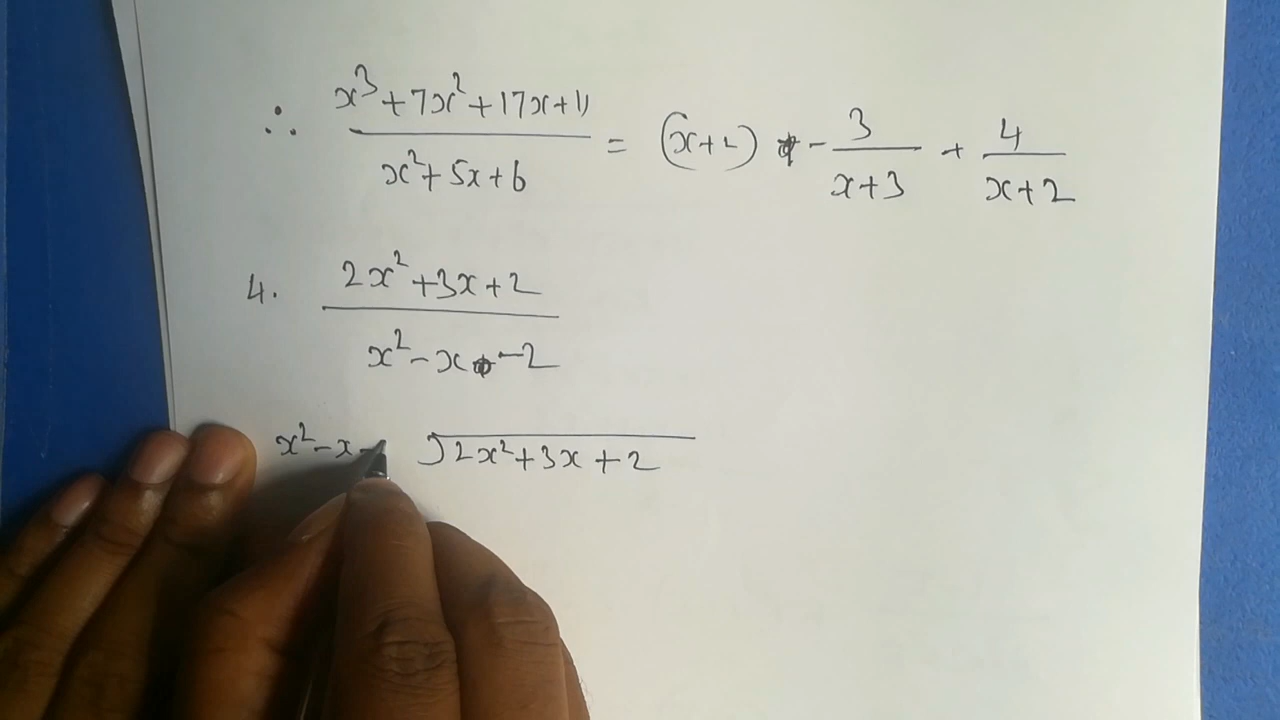 ∴ x³ + 7x² + 17x + 11 / x² + 5x + 6 = (x + 2) - 3 / x + 3 + 4 / x + 2
4. 2x² + 3x + 2 / x² - x - 2
x² - x - ) 2x² + 3x + 2